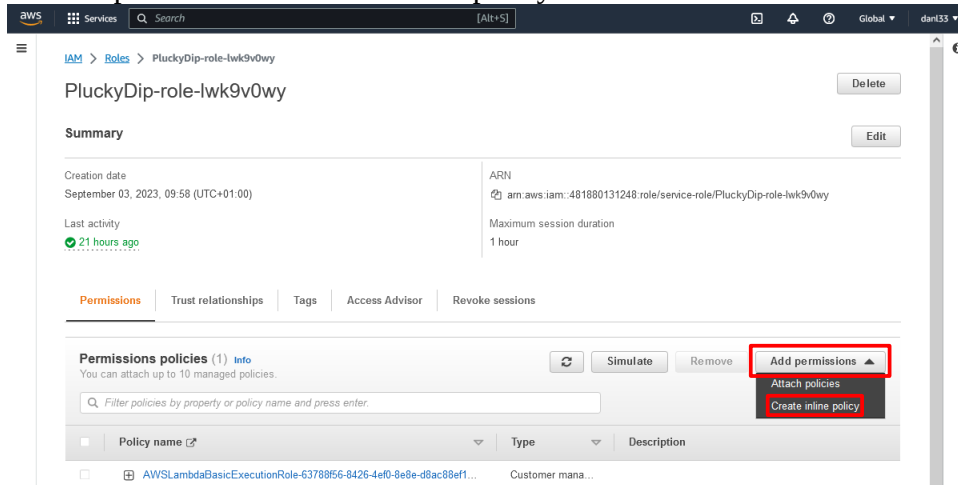 aws Services Search [Alt+S] Global danl33
IAM > Roles > PluckyDip-role-lwk9v0wy
PluckyDip-role-lwk9v0wy
Delete
Summary
Edit
Creation date
September 03, 2023, 09:58 (UTC+01:00)
ARN
arn:aws:iam::481880131248:role/service-role/PluckyDip-role-lwk9v0wy
Last activity
21 hours ago
Maximum session duration
1 hour
Permissions Trust relationships Tags Access Advisor Revoke sessions
Permissions policies (1) Info
You can attach up to 10 managed policies.
Simulate Remove Add permissions
Attach policies
Create inline policy
Filter policies by property or policy name and press enter.
Policy name Type Description
AWSLambdaBasicExecutionRole-63788f56-8426-4ef0-8e8e-d8ac88ef1... Customer mana...